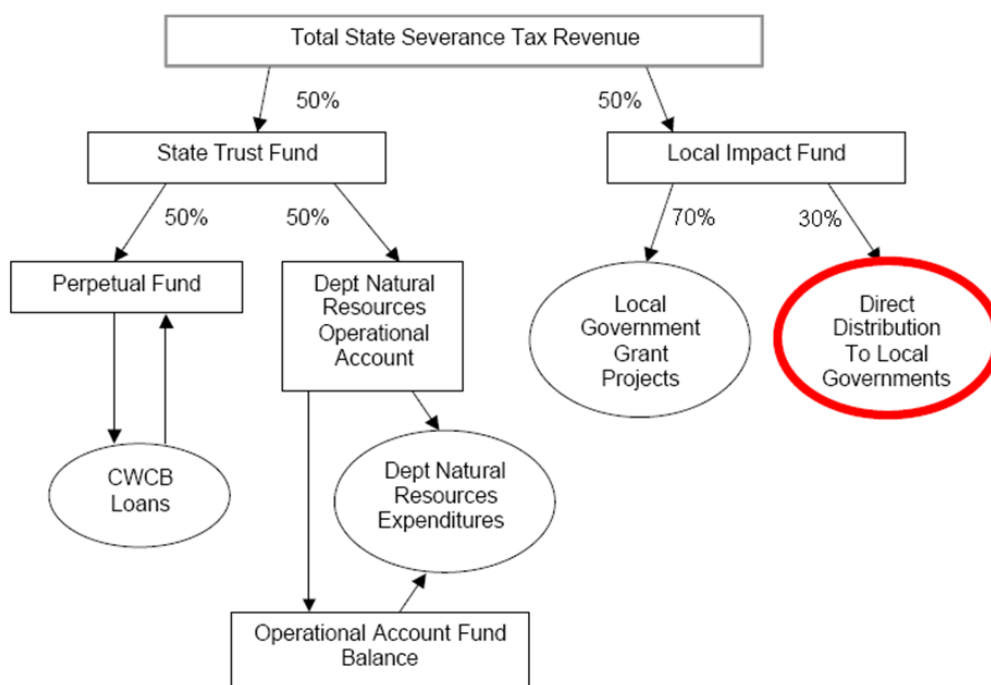 Total State Severance Tax Revenue
50%
50%
State Trust Fund
Local Impact Fund
50%
50%
70%
30%
Perpetual Fund
Dept Natural
Resources
Operational
Account
Local
Government
Grant
Projects
Direct
Distribution
To Local
Governments
CWCB
Loans
Dept Natural
Resources
Expenditures
Operational Account Fund
Balance